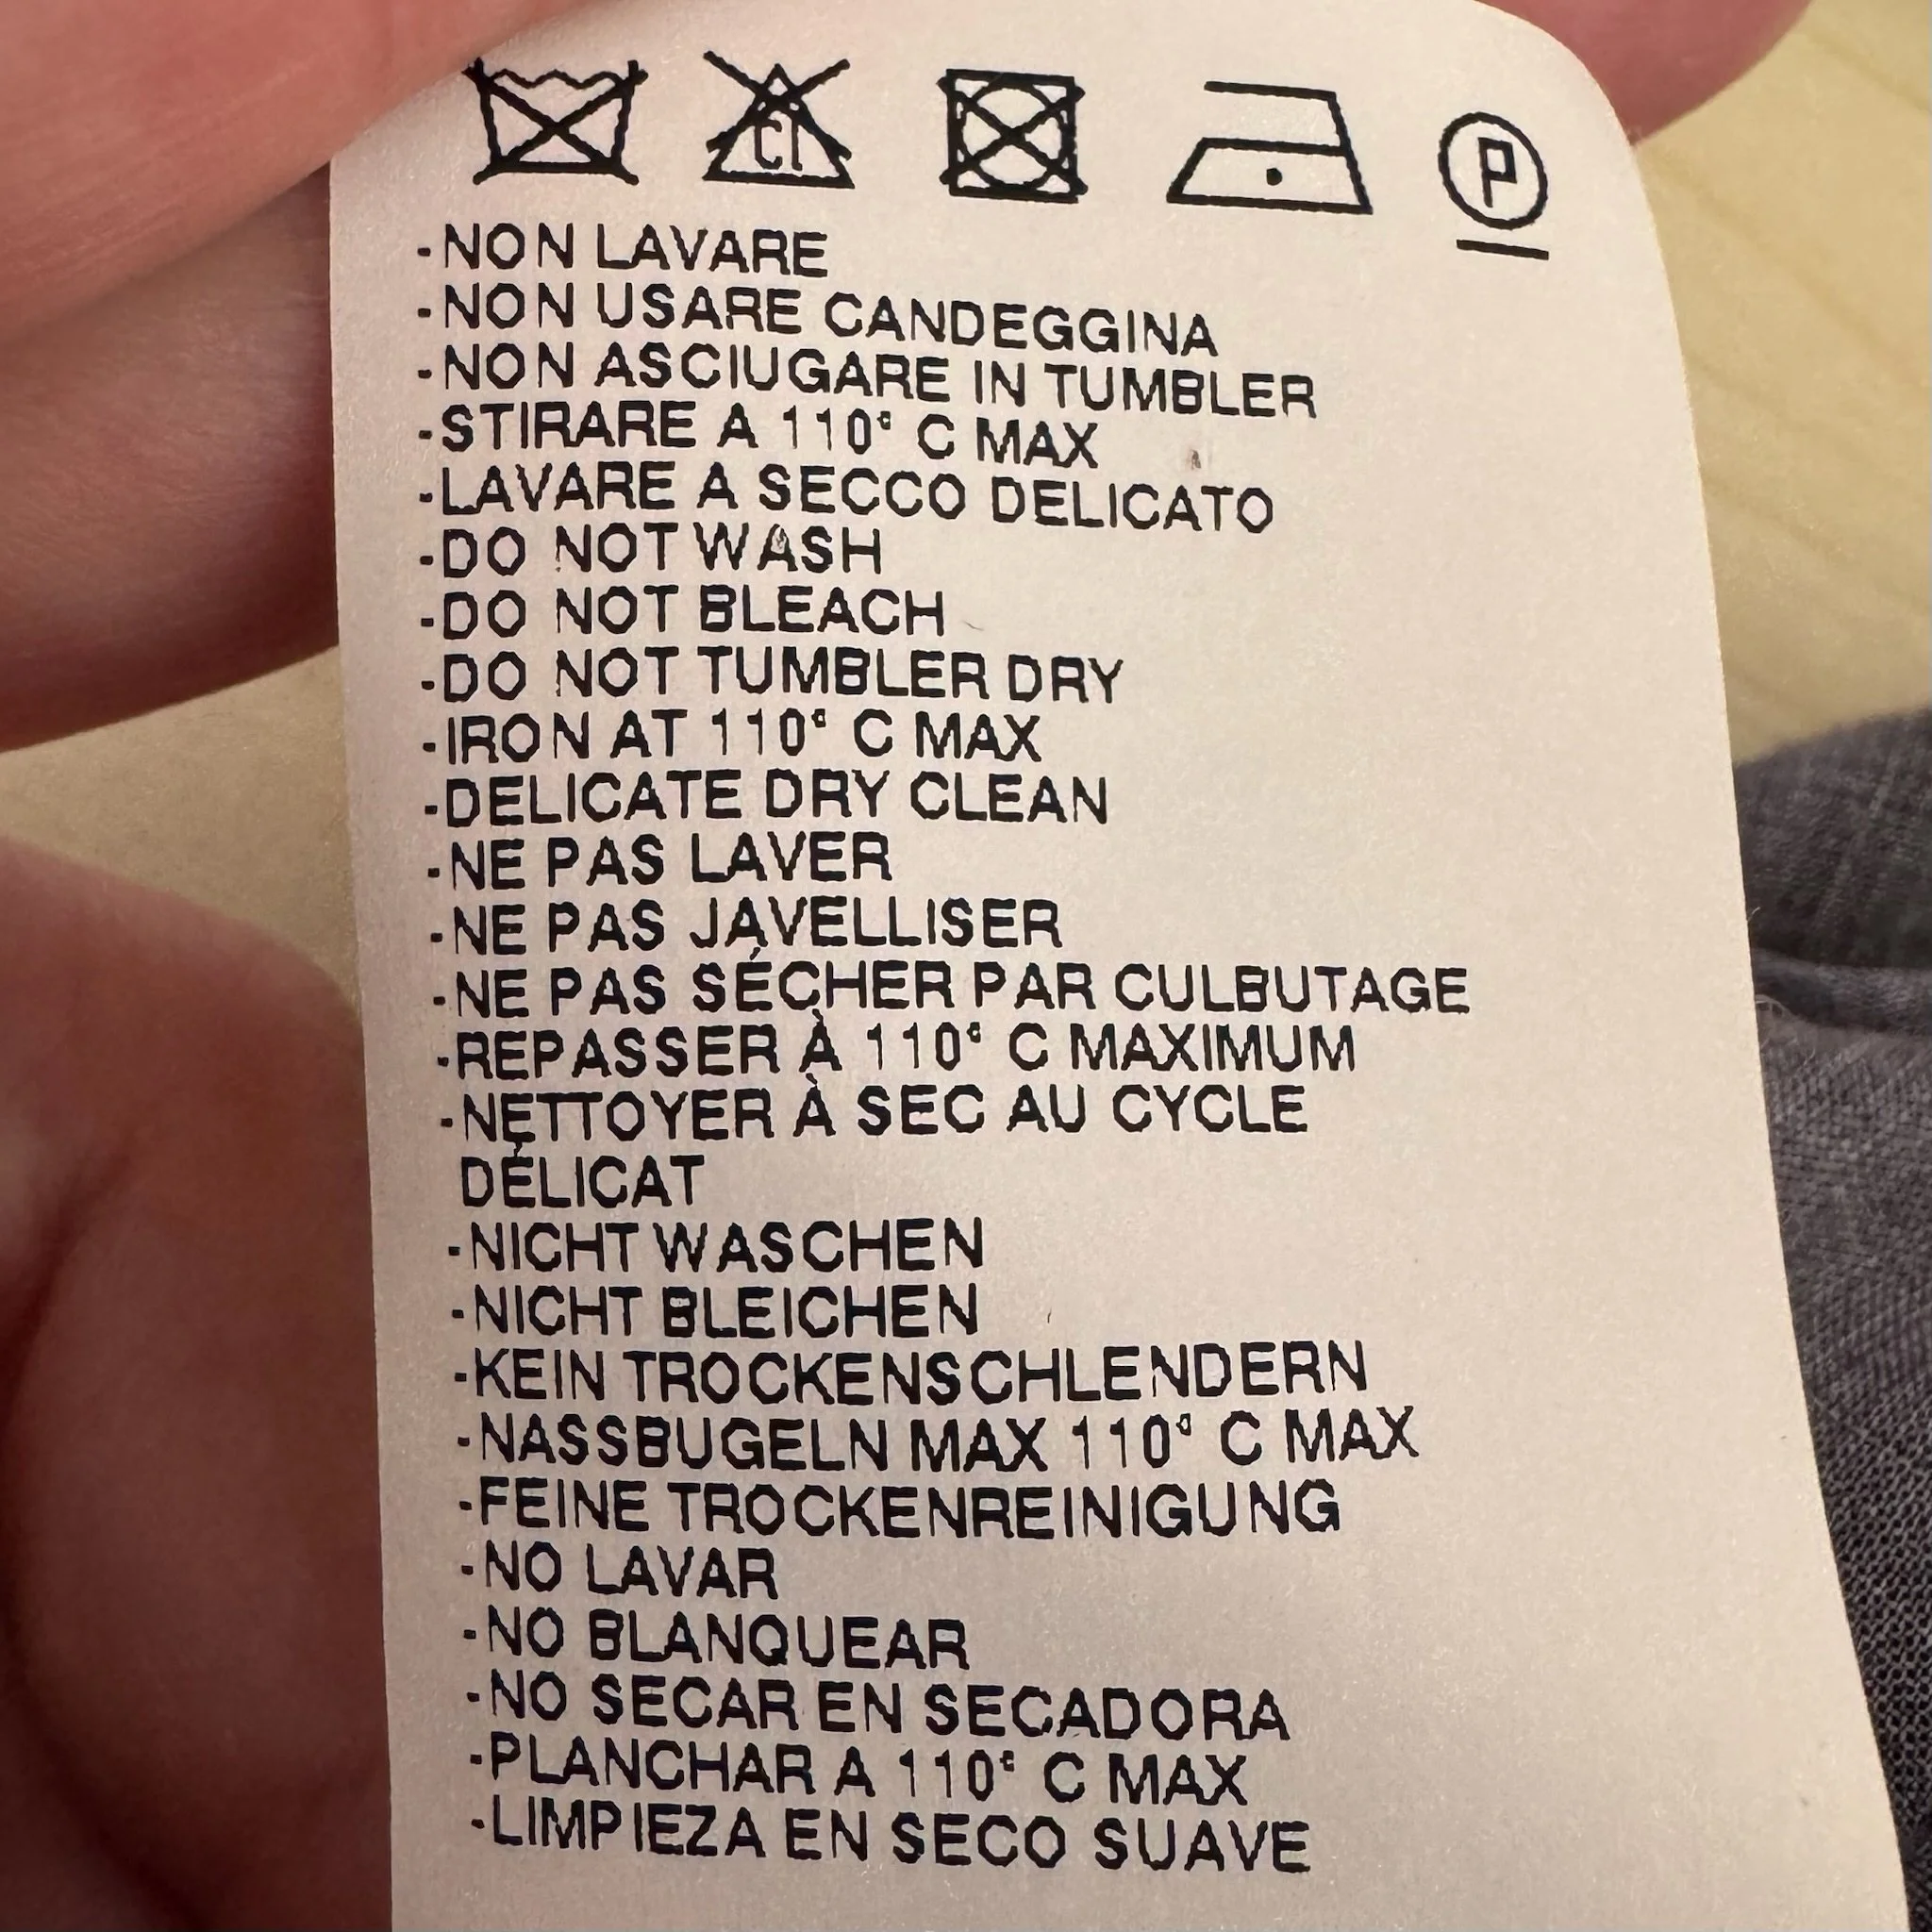 CL
P
-NON LAVARE
-NON USARE CANDEGGINA
-NON ASCIUGARE IN TUMBLER
-STIRARE A 110° C MAX
-LAVARE A SECCO DELICATO
-DO NOT WASH
-DO NOT BLEACH
-DO NOT TUMBLER DRY
-IRON AT 110° C MAX
-DELICATE DRY CLEAN
-NE PAS LAVER
-NE PAS JAVELLISER
-NE PAS SÉCHER PAR CULBUTAGE
-REPASSER À 110° C MAXIMUM
-NETTOYER À SEC AU CYCLE
DÉLICAT
-NICHT WASCHEN
-NICHT BLEICHEN
-KEIN TROCKENSCHLENDERN
-NASSBUGELN MAX 110° C MAX
-FEINE TROCKENREINIGUNG
-NO LAVAR
-NO BLANQUEAR
-NO SECAR EN SECADORA
-PLANCHAR A 110° C MAX
-LIMPIEZA EN SECO SUAVE